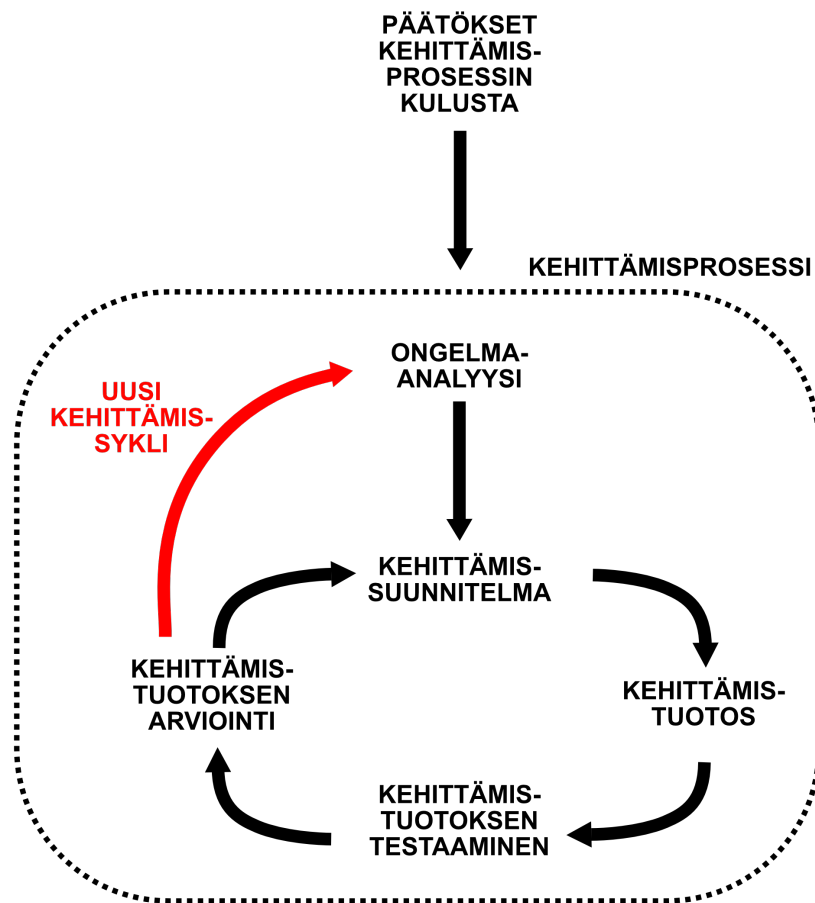 PÄÄTÖKSET
KEHITTÄMIS-
PROSESSIN
KULUSTA
KEHITTÄMISPROSESSI
ONGELMA-
ANALYYSI
UUSI
KEHITTÄMIS-
SYKLI
KEHITTÄMIS-
SUUNNITELMA
KEHITTÄMIS-
TUOTOS
KEHITTÄMIS-
TUOTOKSEN
TESTAAMINEN
KEHITTÄMIS-
TUOTOKSEN
ARVIOINTI